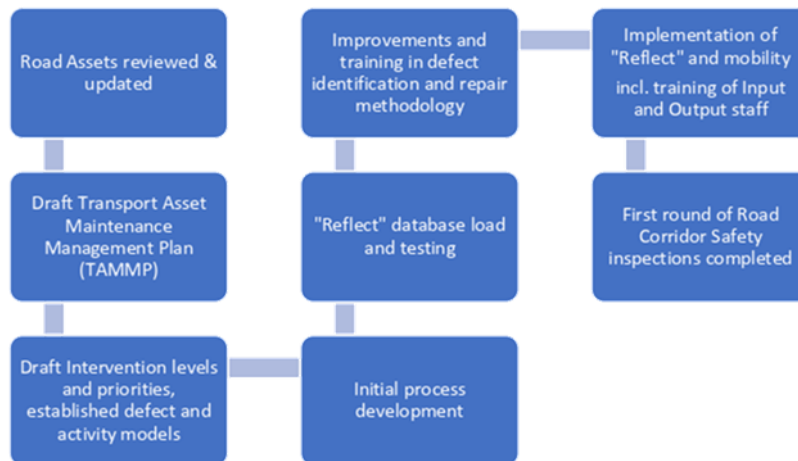 Road Assets reviewed &
updated
Draft Transport Asset
Maintenance
Management Plan
(TAMMP)
Draft Intervention levels
and priorities,
established defect and
activity models
Initial process
development
"Reflect" database load
and testing
Improvements and
training in defect
identification and repair
methodology
Implementation of
"Reflect" and mobility
incl. training of Input
and Output staff
First round of Road
Corridor Safety
inspections completed